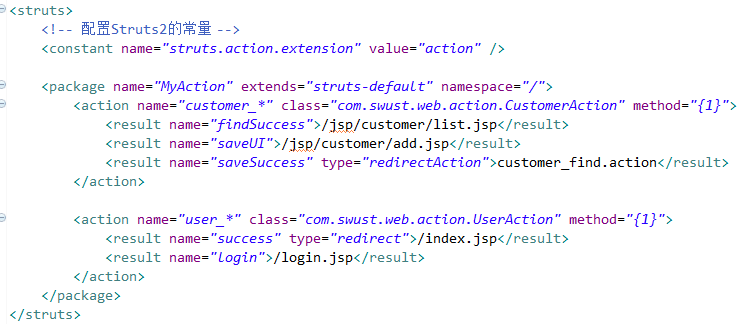 <struts>
<!-- 配置Struts2的常量 -->
<constant name="struts.action.extension" value="action" />
<package name="MyAction" extends="struts-default" namespace="/">
<action name="customer_*" class="com.swust.web.action.CustomerAction" method="{1}">
<result name="findSuccess">/jsp/customer/list.jsp</result>
<result name="saveUI">/jsp/customer/add.jsp</result>
<result name="saveSuccess" type="redirectAction">customer_find.action</result>
</action>
<action name="user_*" class="com.swust.web.action.UserAction" method="{1}">
<result name="success" type="redirect">/index.jsp</result>
<result name="login">/login.jsp</result>
</action>
</package>
</struts>